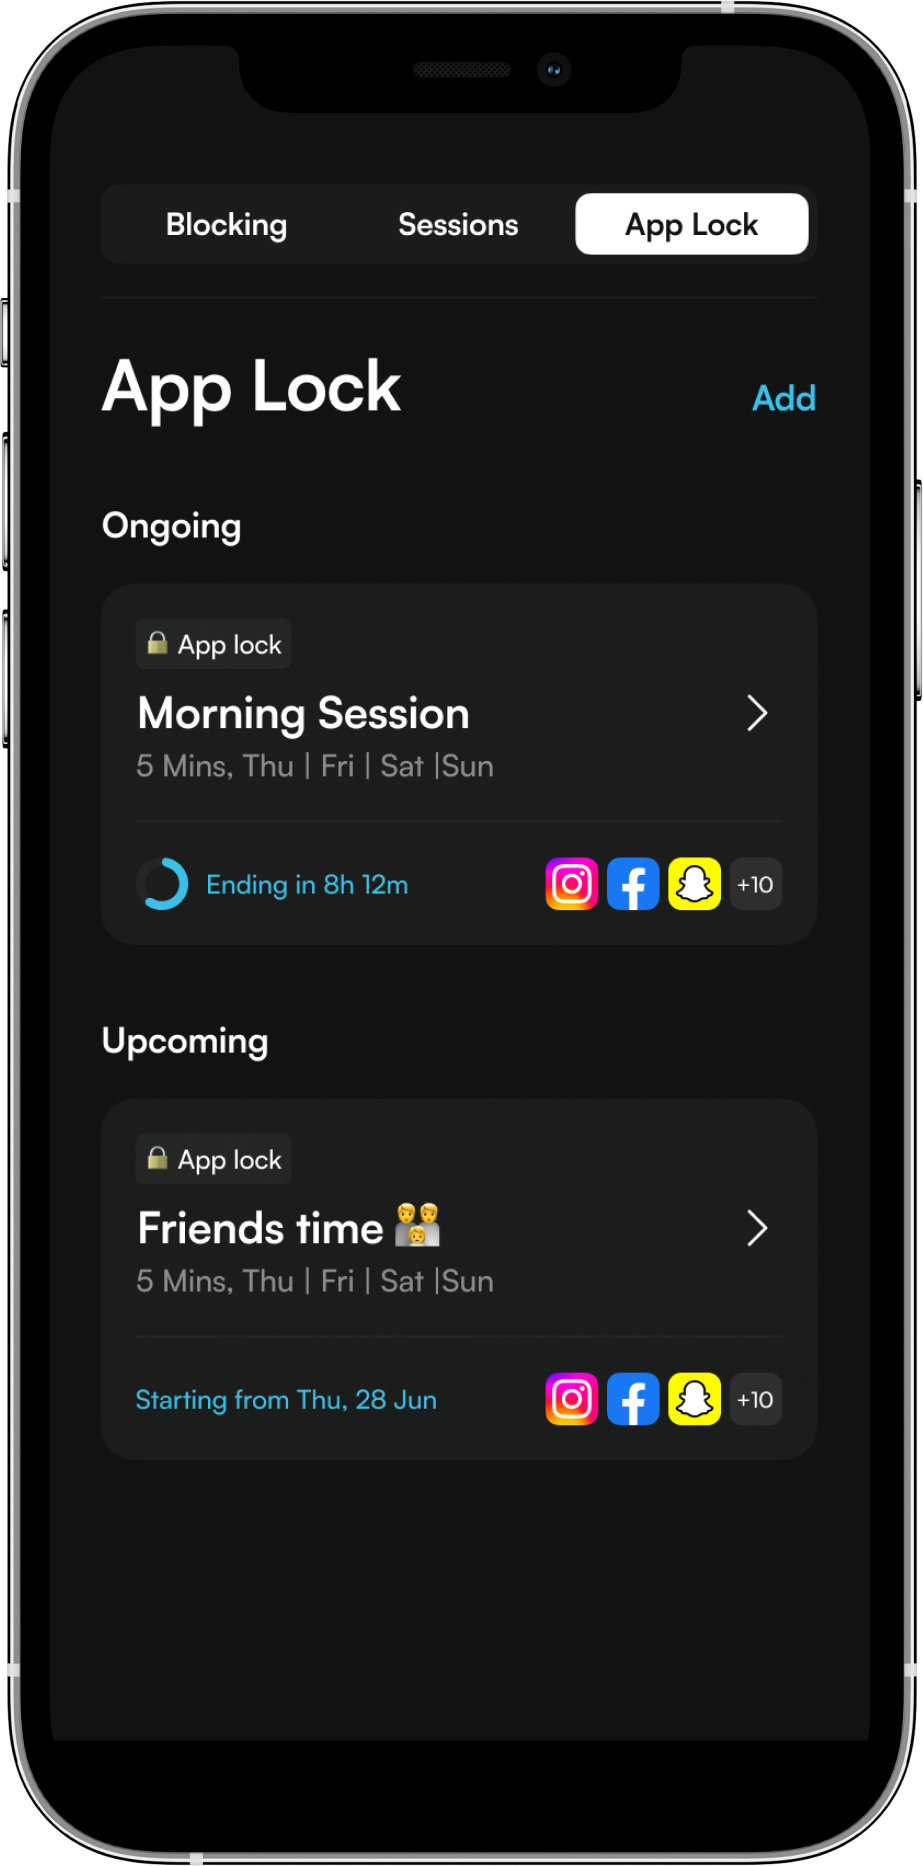 Blocking Sessions App Lock
App Lock
Add
Ongoing
App lock
Morning Session
5 Mins, Thu | Fri | Sat |Sun
Ending in 8h 12m
+10
Upcoming
App lock
Friends time
5 Mins, Thu | Fri | Sat |Sun
Starting from Thu, 28 Jun
+10